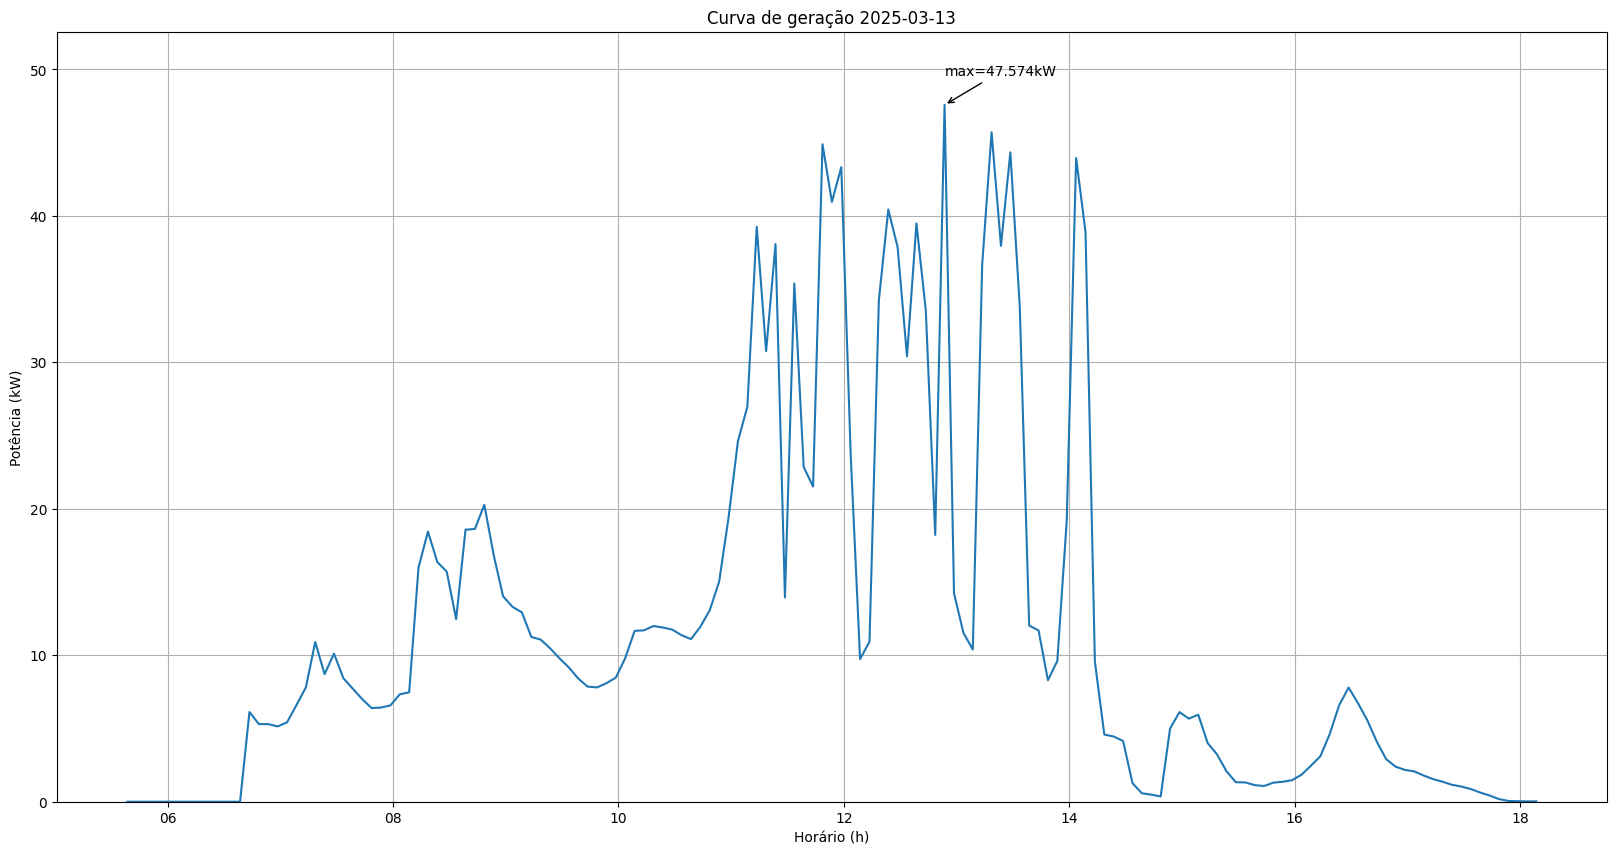 Curva de geração 2025-03-13
max=47.574kW
Potência (kW)
50
40
30
20
10
0
06 08 10 12 14 16 18
Horário (h)